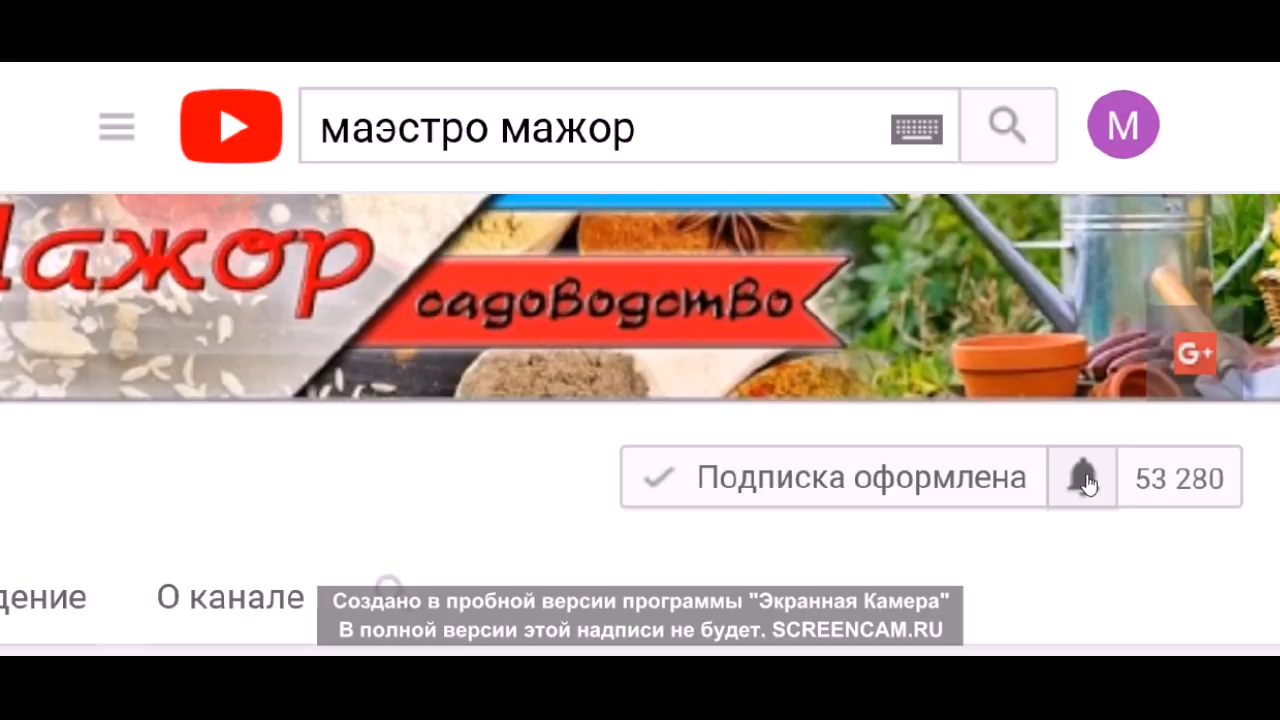 маэстро мажор
М
Мажор
садоводство
G+
Подписка оформлена
53 280
дение
О канале
Создано в пробной версии программы "Экранная Камера"
В полной версии этой надписи не будет. SCREENCAM.RU